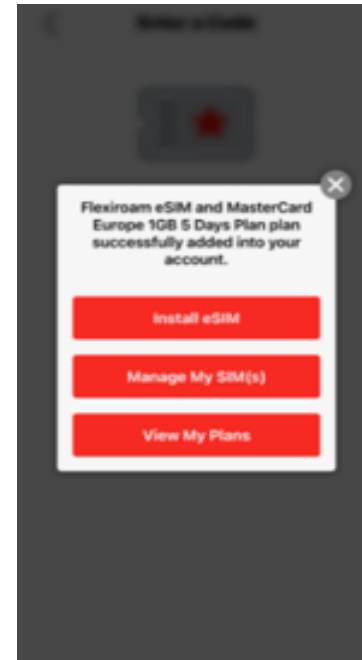 Enter a Code
Flexiroam eSIM and MasterCard
Europe 1GB 5 Days Plan plan
successfully added into your
account.
Install eSIM
Manage My SIM(s)
View My Plans